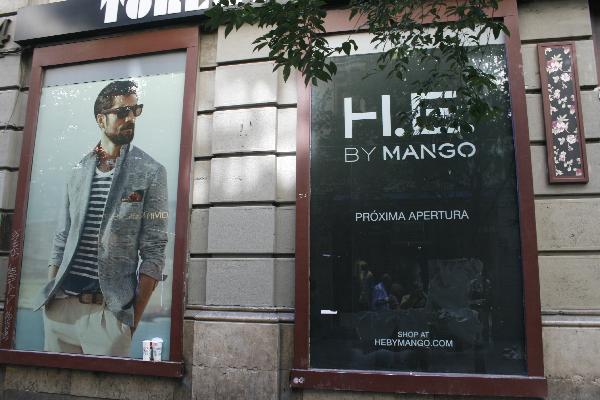 H.E.
BY MANGO
PRÓXIMA APERTURA
SHOP AT
HEBYMANGO.COM